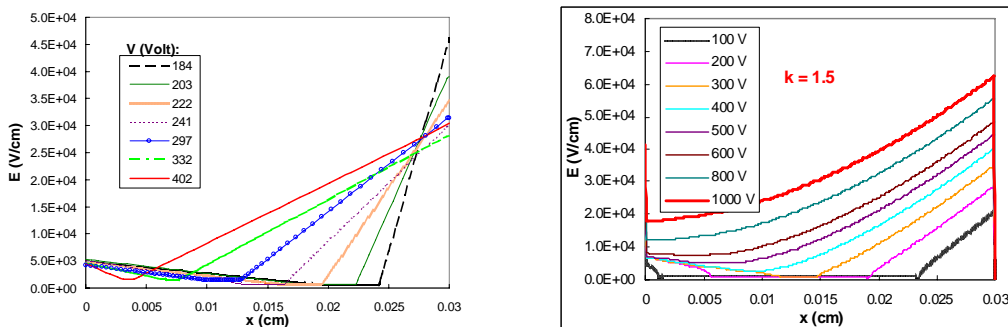 5.0E+04
4.5E+04
4.0E+04
3.5E+04
3.0E+04
2.5E+04
2.0E+04
1.5E+04
1.0E+04
5.0E+03
0.0E+00
E (V/cm)
V (Volt):
184
203
222
241
297
332
402
0 0.005 0.01 0.015 0.02 0.025 0.03
x (cm)
8.0E+04
7.0E+04
6.0E+04
5.0E+04
4.0E+04
3.0E+04
2.0E+04
1.0E+04
0.0E+00
E (V/cm)
100 V
200 V
300 V
400 V
500 V
600 V
800 V
1000 V
k = 1.5
0 0.005 0.01 0.015 0.02 0.025 0.03
x (cm)